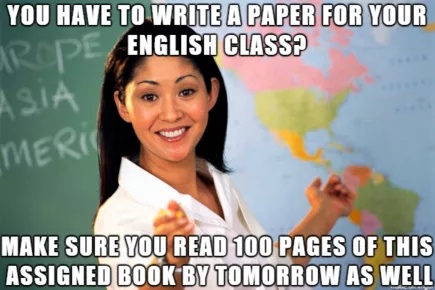 YOU HAVE TO WRITE A PAPER FOR YOUR
ENGLISH CLASS?
ROPE
ASIA
MERIC
MAKE SURE YOU READ 100 PAGES OF THIS
ASSIGNED BOOK BY TOMORROW AS WELL